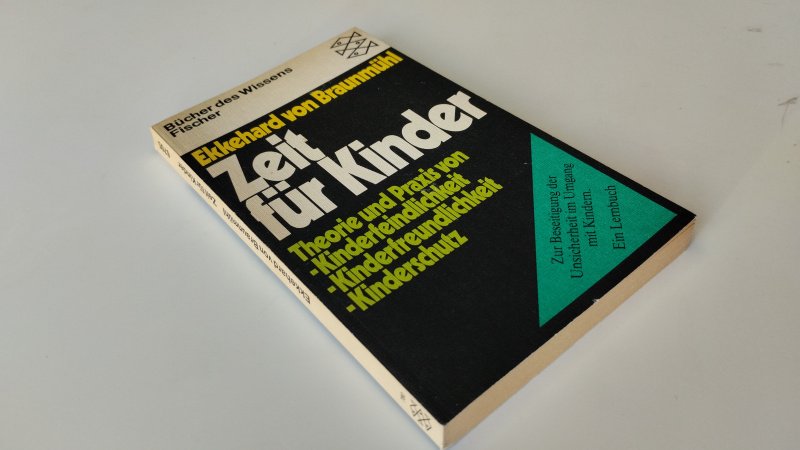 Bücher des Wissens
Fischer
Ekkehard von Braunmühl
Zeit
für Kinder
Theorie und Praxis von
-Kinderfeindlichkeit
-Kinderfreundlichkeit
-Kinderschutz
Zur Beseitigung der
Unsicherheit im Umgang
mit Kindern
Ein Lernbuch
Ekkehard von Braunmühl Zeit für Kinder